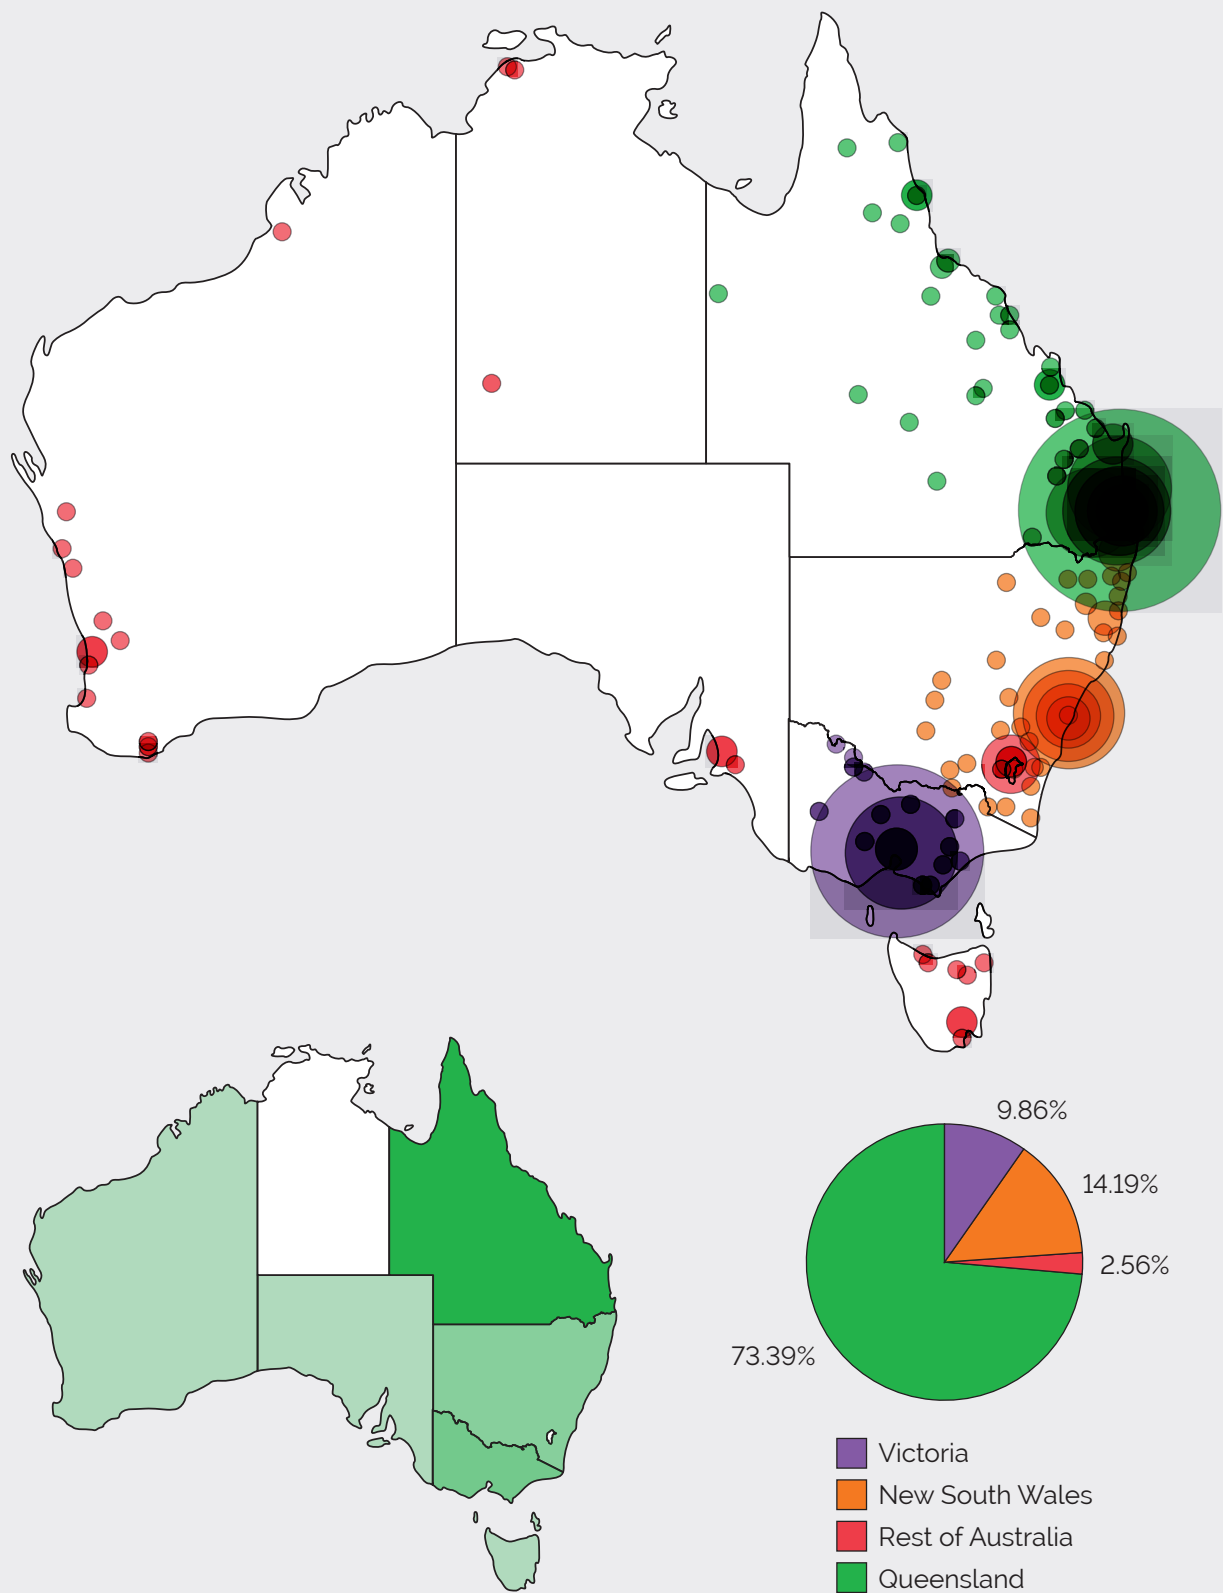 9.86%
14.19%
2.56%
73.39%
Victoria
New South Wales
Rest of Australia
Queensland